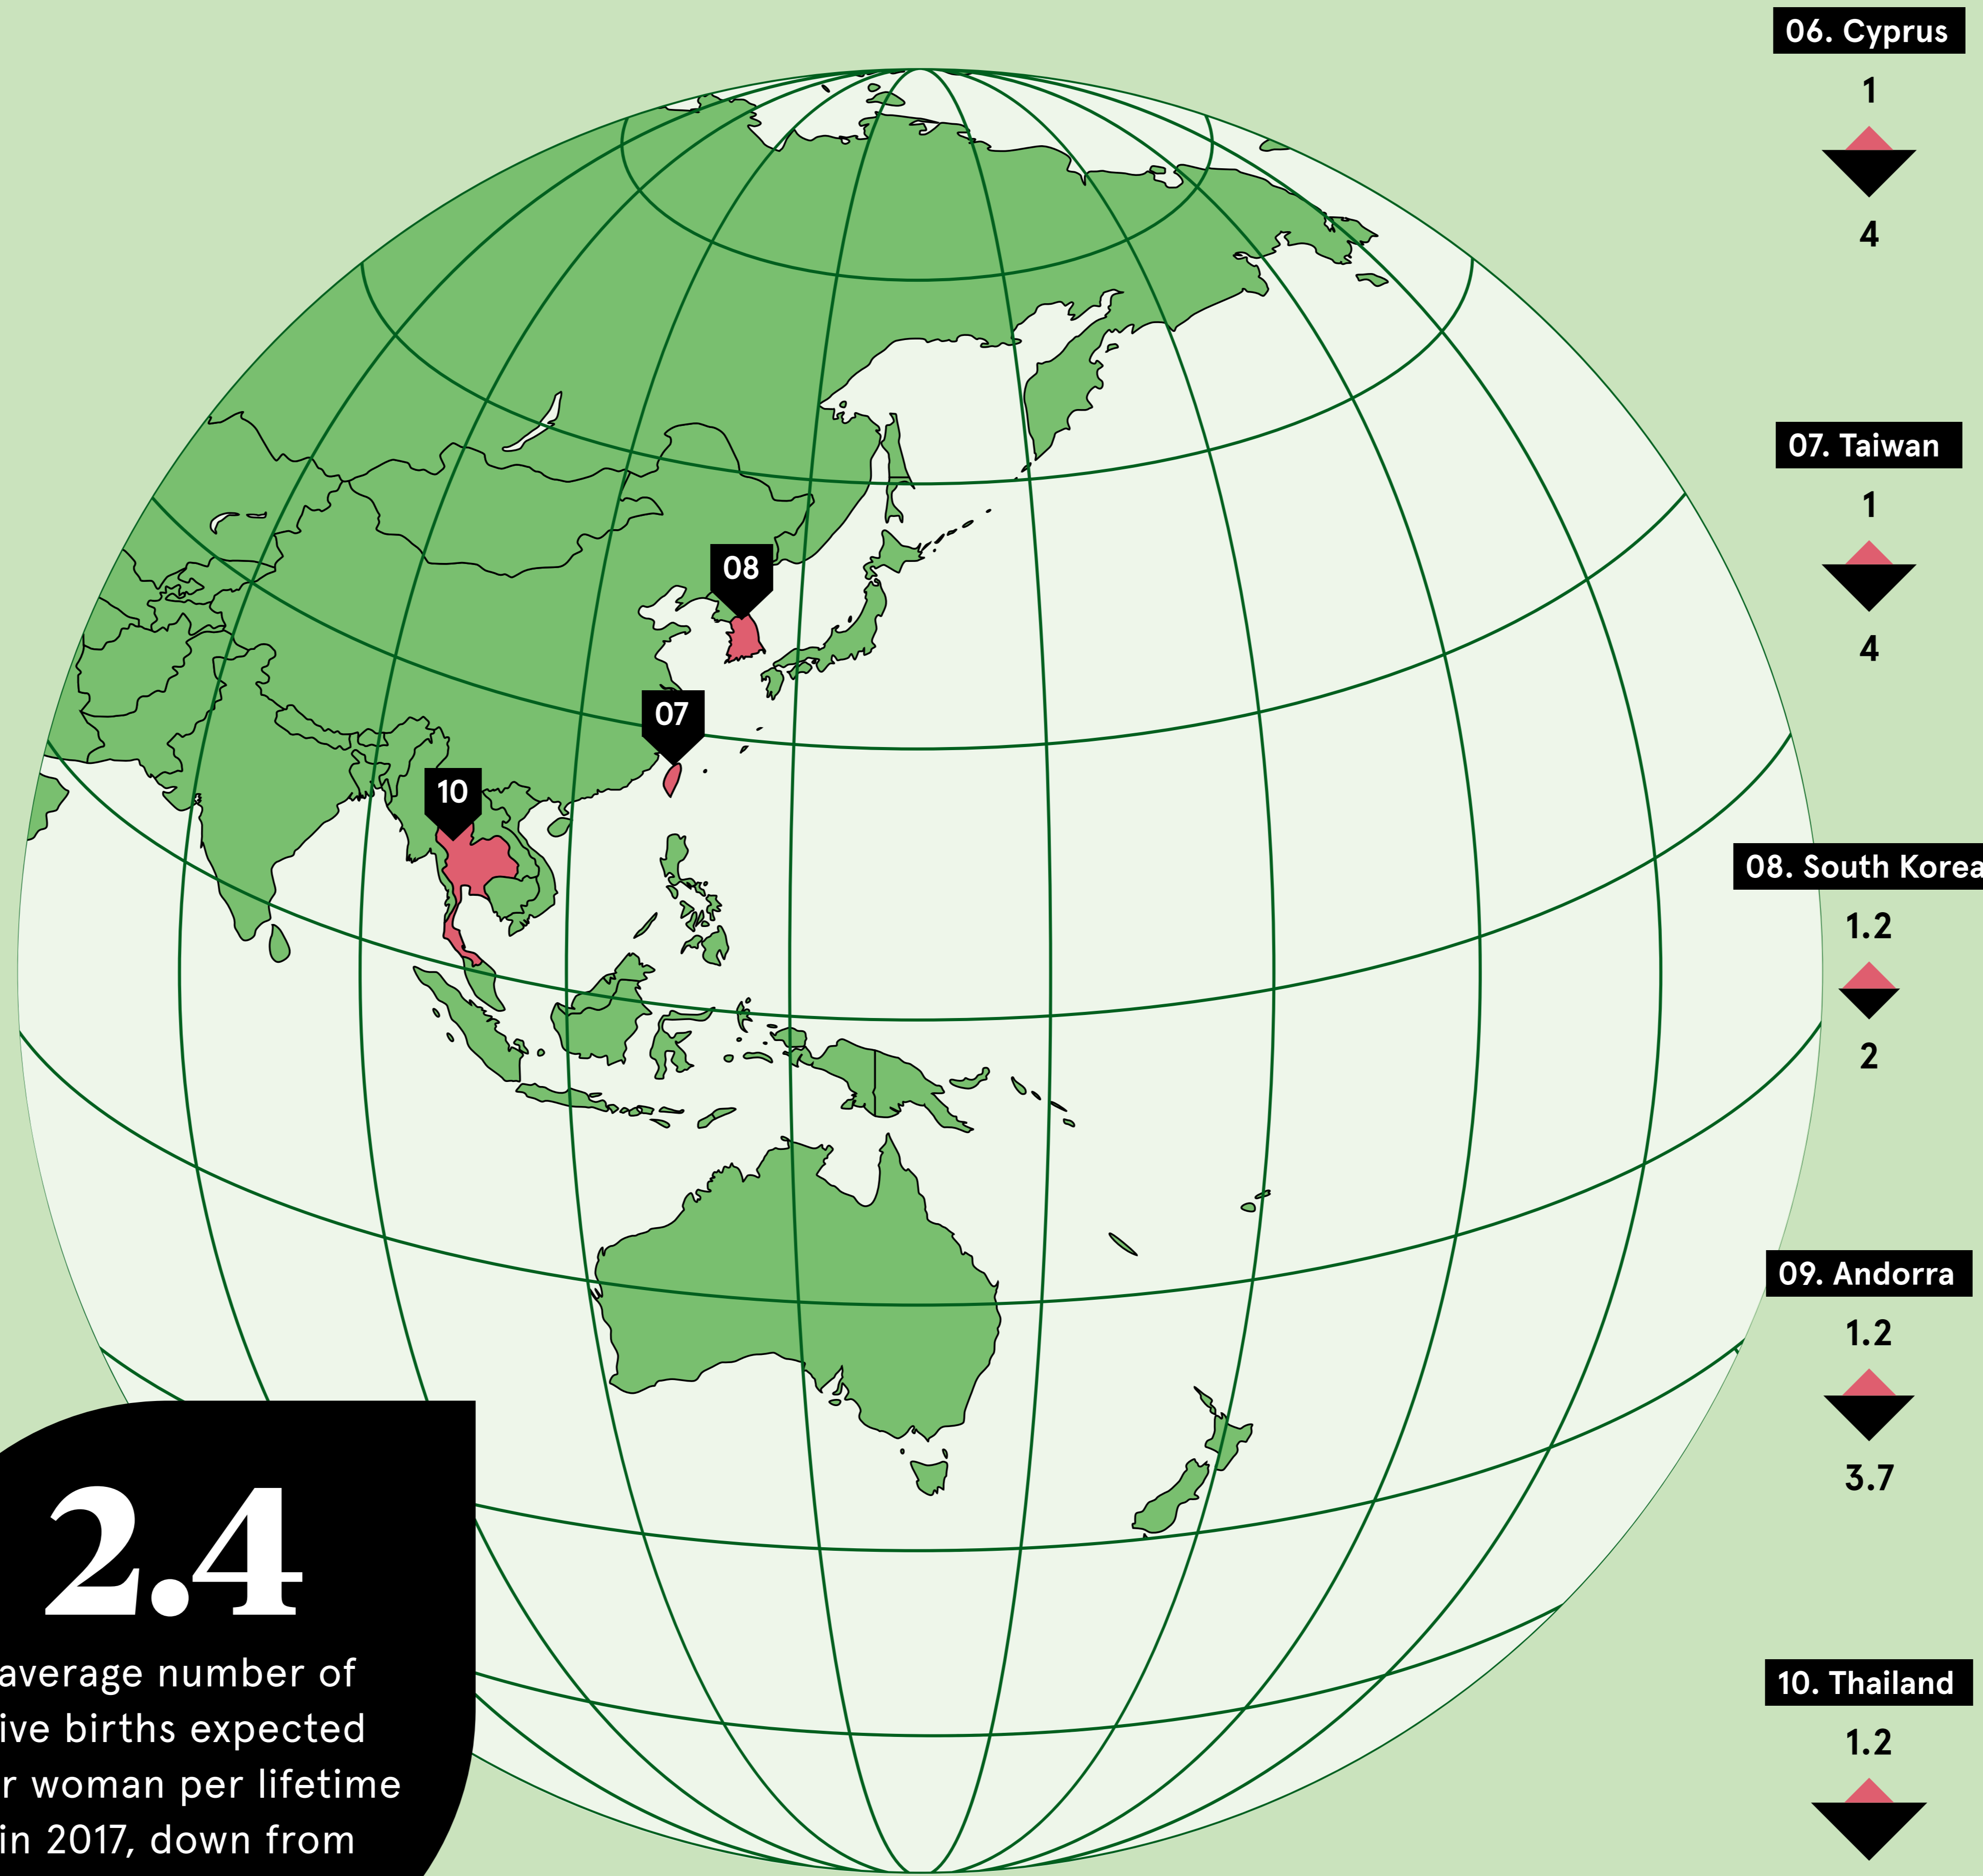 06. Cyprus
1
4
07. Taiwan
1
4
08. South Korea
1.2
2
09. Andorra
1.2
3.7
10. Thailand
1.2
08
07
10
2.4
average number of
ive births expected
r woman per lifetime
in 2017, down from